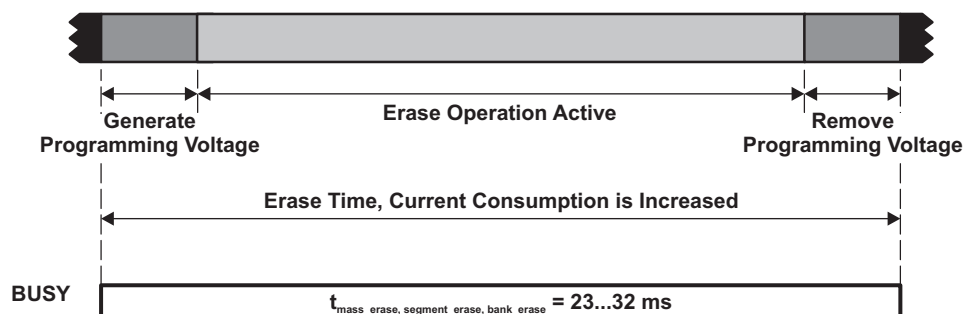 Erase Operation Active
Generate
Programming Voltage
Remove
Programming Voltage
Erase Time, Current Consumption is Increased
BUSY
t mass erase, segment erase, bank erase = 23...32 ms